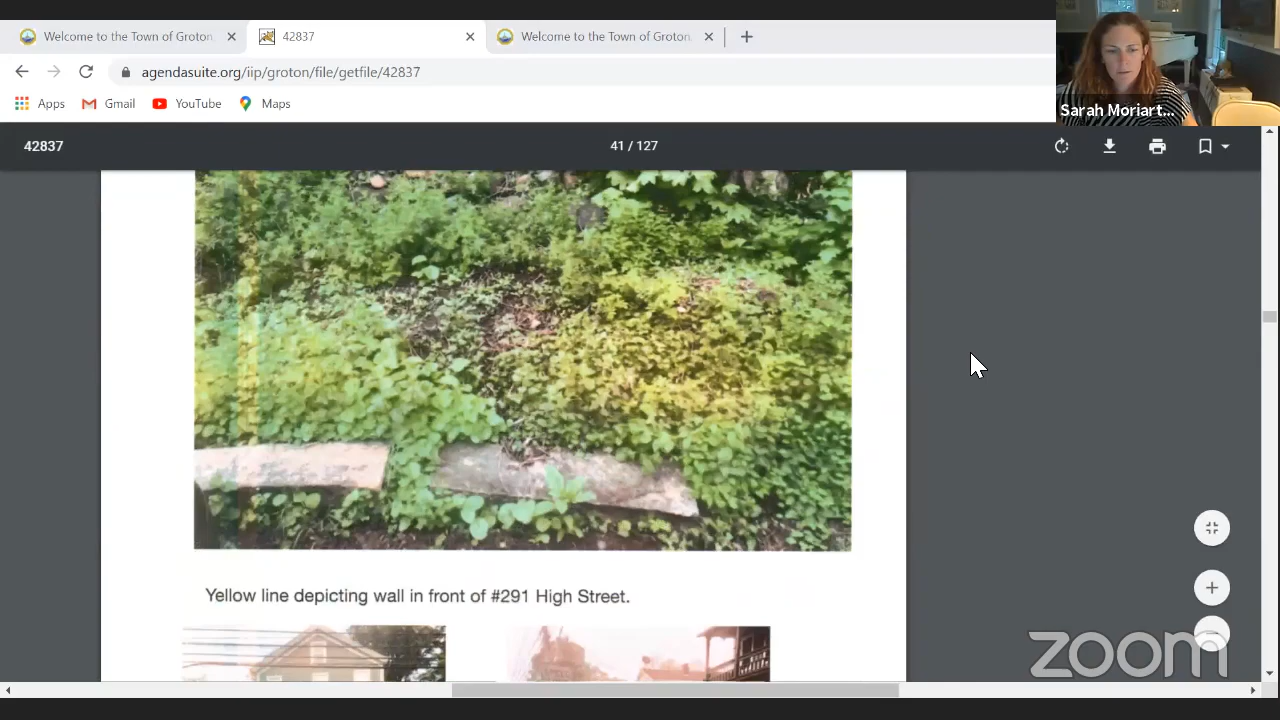 Welcome to the Town of Groton,
42837
Welcome to the Town of Groton,
agendasuite.org/iip/groton/file/getfile/42837
Apps
Gmail
YouTube
Maps
Sarah Moriart...
42837
41 / 127
Yellow line depicting wall in front of #291 High Street.
zoom